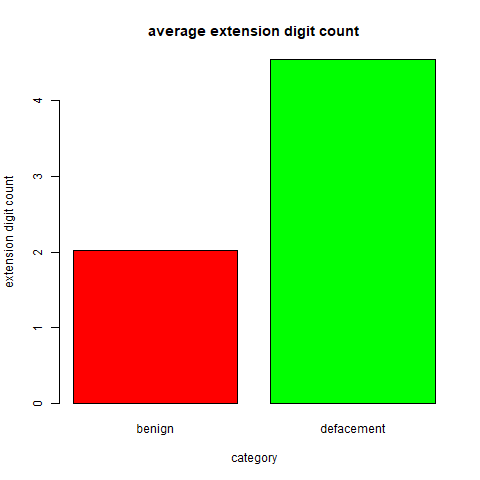 average extension digit count
extension digit count
4
3
2
1
0
benign defacement
category